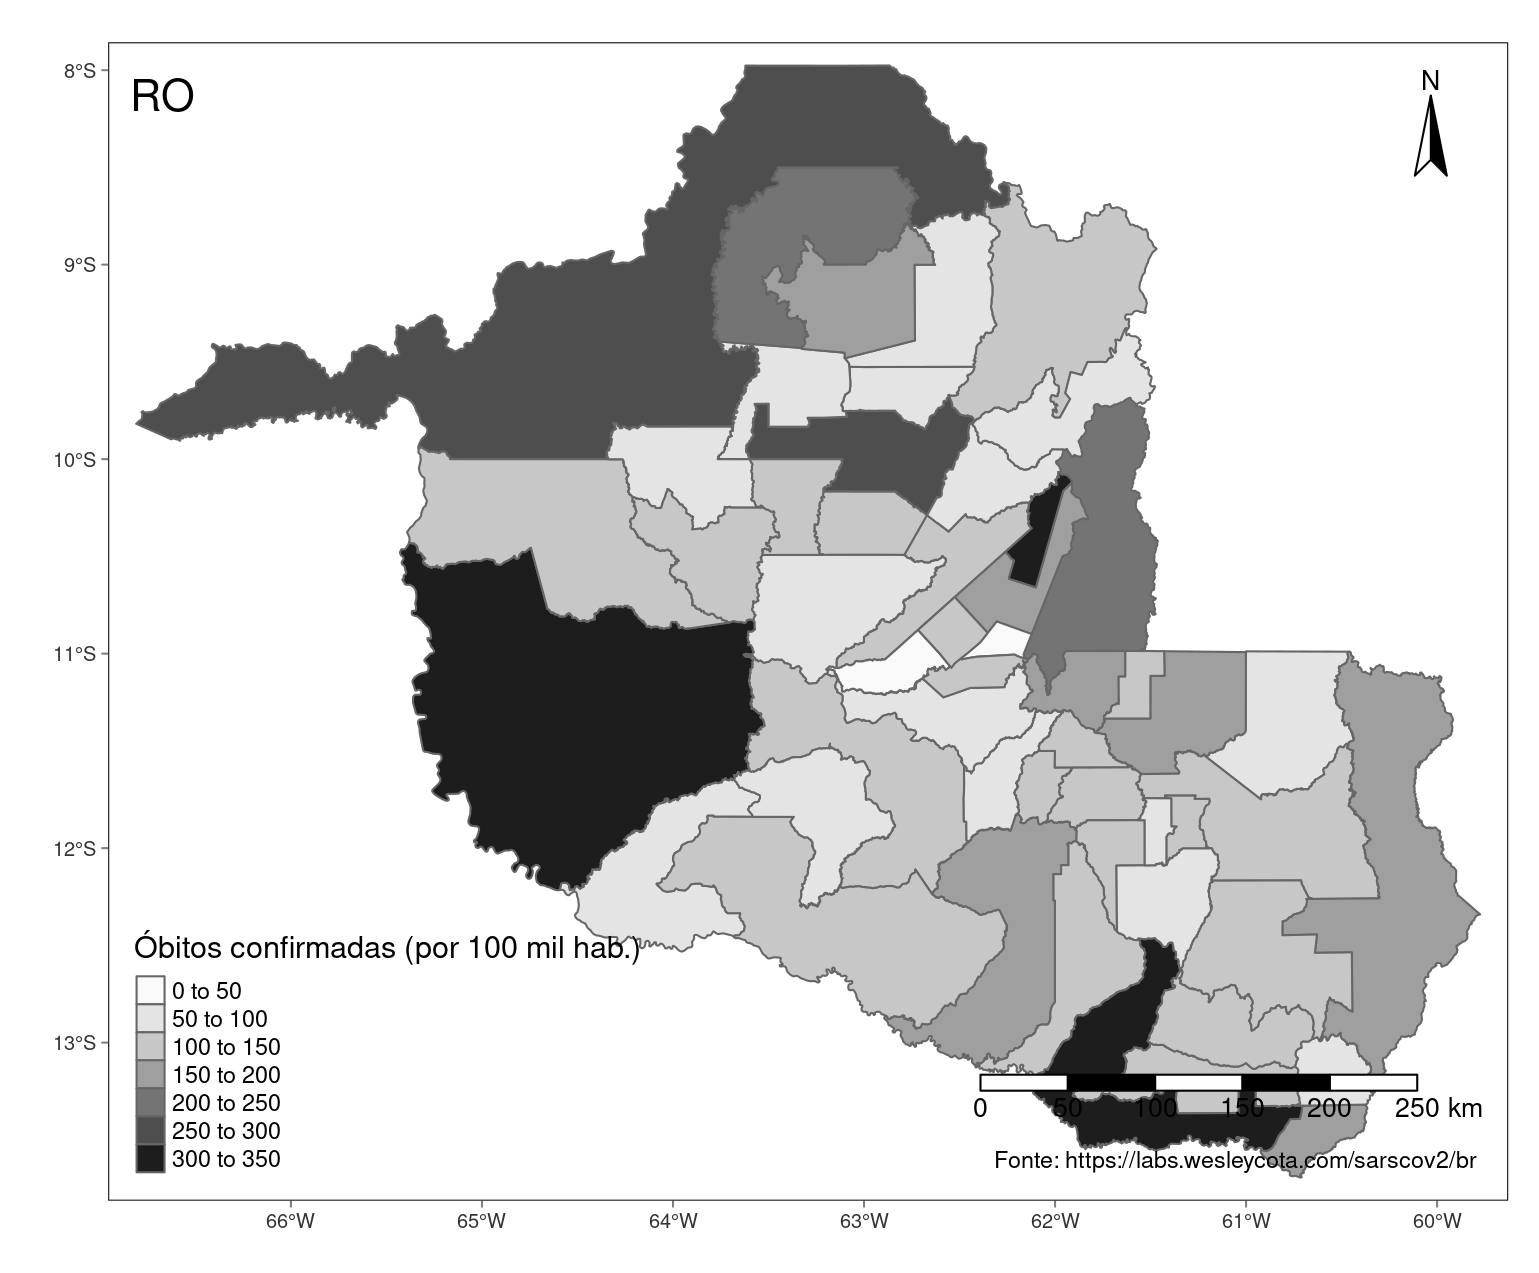 RO
N
8°S
9°S
10°S
11°S
12°S
13°S
Óbitos confirmadas (por 100 mil hab.)
0 to 50
50 to 100
100 to 150
150 to 200
200 to 250
250 to 300
300 to 350
0 50 100 150 200 250 km
Fonte: https://labs.wesleycota.com/sarscov2/br
66°W 65°W 64°W 63°W 62°W 61°W 60°W